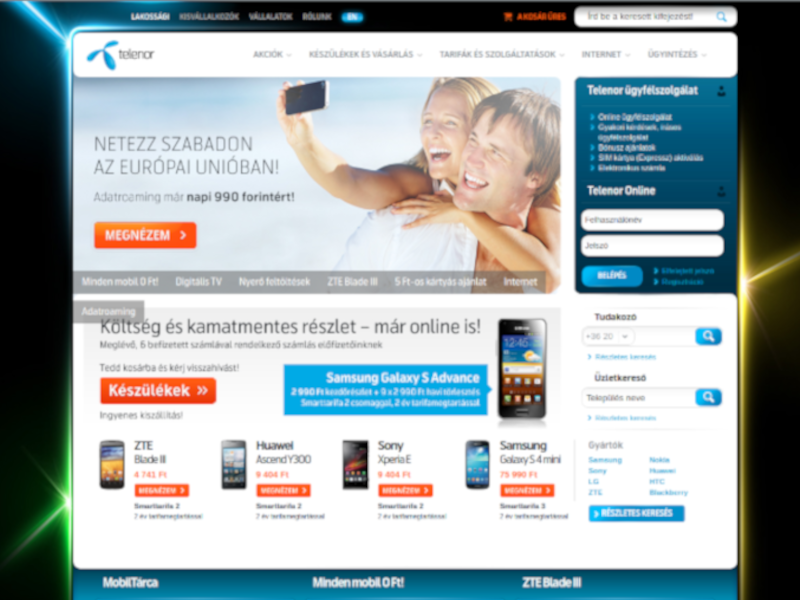 LAKOSSÁGI KISVÁLLALKOZÓK VÁLLALATOK RÓLUNK EN
A KOSÁR ÜRES
Írd be a keresett kifejezést!
telenor
AKCIÓK KÉSZÜLÉKEK ÉS VÁSÁRLÁS TARIFÁK ÉS SZOLGÁLTATÁSOK INTERNET ÜGYINTÉZÉS
NETEZZ SZABADON
AZ EURÓPAI UNIÓBAN!
Adatroaming már napi 990 forintért!
MEGNÉZEM
Minden mobil 0 Ft! Digitális TV Nyerő feltöltések ZTE Blade III 5 Ft-os kártyás ajánlat Internet
Adatroaming
Telenor ügyfélszolgálat
Online ügyfélszolgálat
Gyakori kérdések, mások
ügyfélszolgálat
Bónusz ajánlatok
SIM kártya (Expressz) aktiválás
Elektronikus számla
Telenor Online
Felhasználónév
Jelszó
BELÉPÉS
Elfelejtett jelszó
Regisztráció
Költség és kamatmentes részlet – már online is!
Meglévő, 6 befizetett számlával rendelkező számlás előfizetőinknek
Tedd kosárba és kérj visszahívást!
Készülékek »
Ingyenes kiszállítás!
Samsung Galaxy S Advance
2 990 Ft kezdőrészlet + 9 x 2 990 Ft havi törlesztés
Smarttarifa 2 csomaggal, 2 év tarifamegtartással
Tudakozó
+36 20
Részletes keresés
Üzletkereső
Település neve
Részletes keresés
ZTE
Blade III
4 741 Ft
MEGNÉZEM
Smarttarifa 2
2 év tarifamegtartással
Huawei
Ascend Y300
9 404 Ft
MEGNÉZEM
Smarttarifa 2
2 év tarifamegtartással
Sony
Xperia E
9 404 Ft
MEGNÉZEM
Smarttarifa 2
2 év tarifamegtartással
Samsung
Galaxy S 4 mini
75 990 Ft
MEGNÉZEM
Smarttarifa 3
2 év tarifamegtartással
Gyártók
Samsung Nokia
Sony Huawei
LG HTC
ZTE Blackberry
RÉSZLETES KERESÉS
MobilTárca Minden mobil 0 Ft! ZTE Blade III